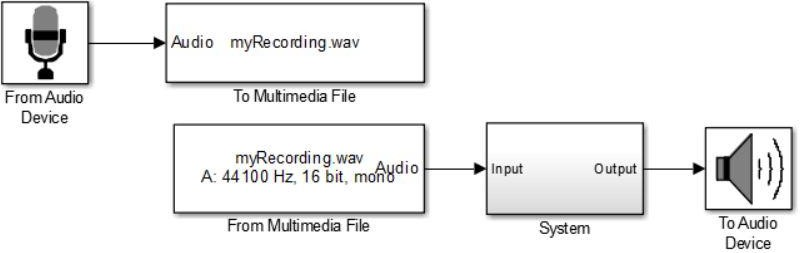 Audio myRecording.wav
From Audio
Device
To Multimedia File
myRecording.wav
Audio
A: 44100 Hz, 16 bit, mono
From Multimedia File
Input Output
System
To Audio
Device